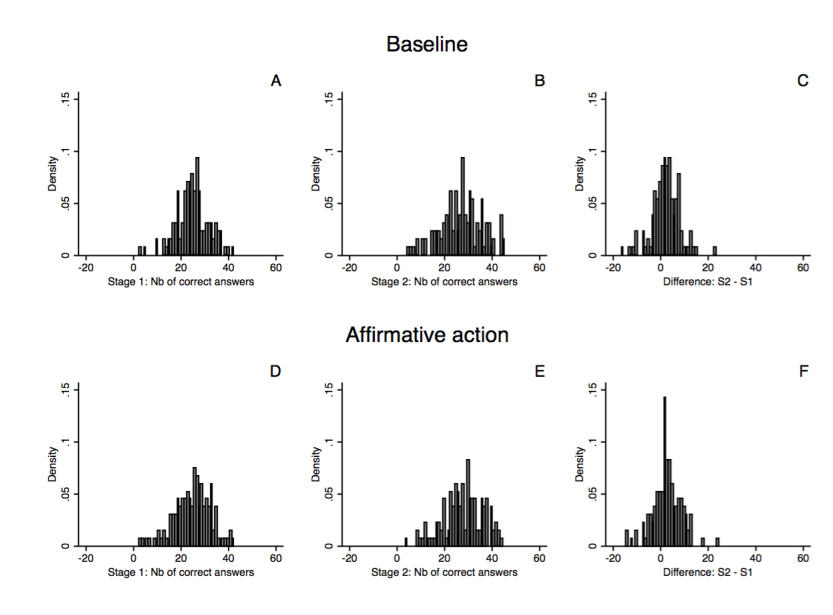 Baseline
A B C
Density Density Density
.15 .15 .15
.1 .1 .1
.05 .05 .05
0 0 0
-20 0 20 40 60 -20 0 20 40 60 -20 0 20 40 60
Stage 1: Nb of correct answers Stage 2: Nb of correct answers Difference: S2 - S1
Affirmative action
D E F
Density Density Density
.15 .15 .15
.1 .1 .1
.05 .05 .05
0 0 0
-20 0 20 40 60 -20 0 20 40 60 -20 0 20 40 60
Stage 1: Nb of correct answers Stage 2: Nb of correct answers Difference: S2 - S1